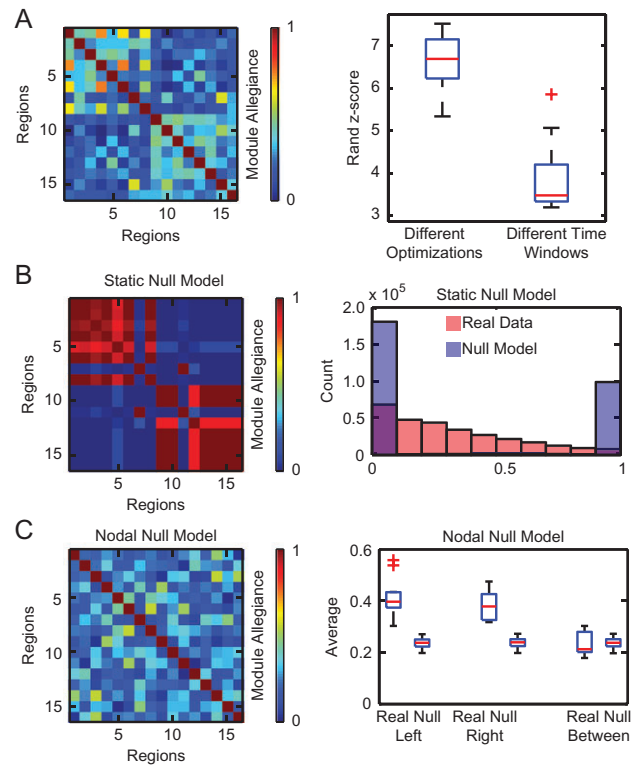 A
Regions
5
10
15
5
10
15
Regions
1
0
Module Allegiance
Rand z-score
7
6
5
4
3
Different
Optimizations
Different Time
Windows
B
Static Null Model
Regions
5
10
15
5
10
15
Regions
1
0
Module Allegiance
Static Null Model
x 10^5
Count
2.0
1.5
1.0
0.5
0
Real Data
Null Model
0
0.5
1
C
Nodal Null Model
Regions
5
10
15
5
10
15
Regions
1
0
Module Allegiance
Nodal Null Model
Average
0.6
0.4
0.2
0
Real Null
Left
Real Null
Right
Real Null
Between